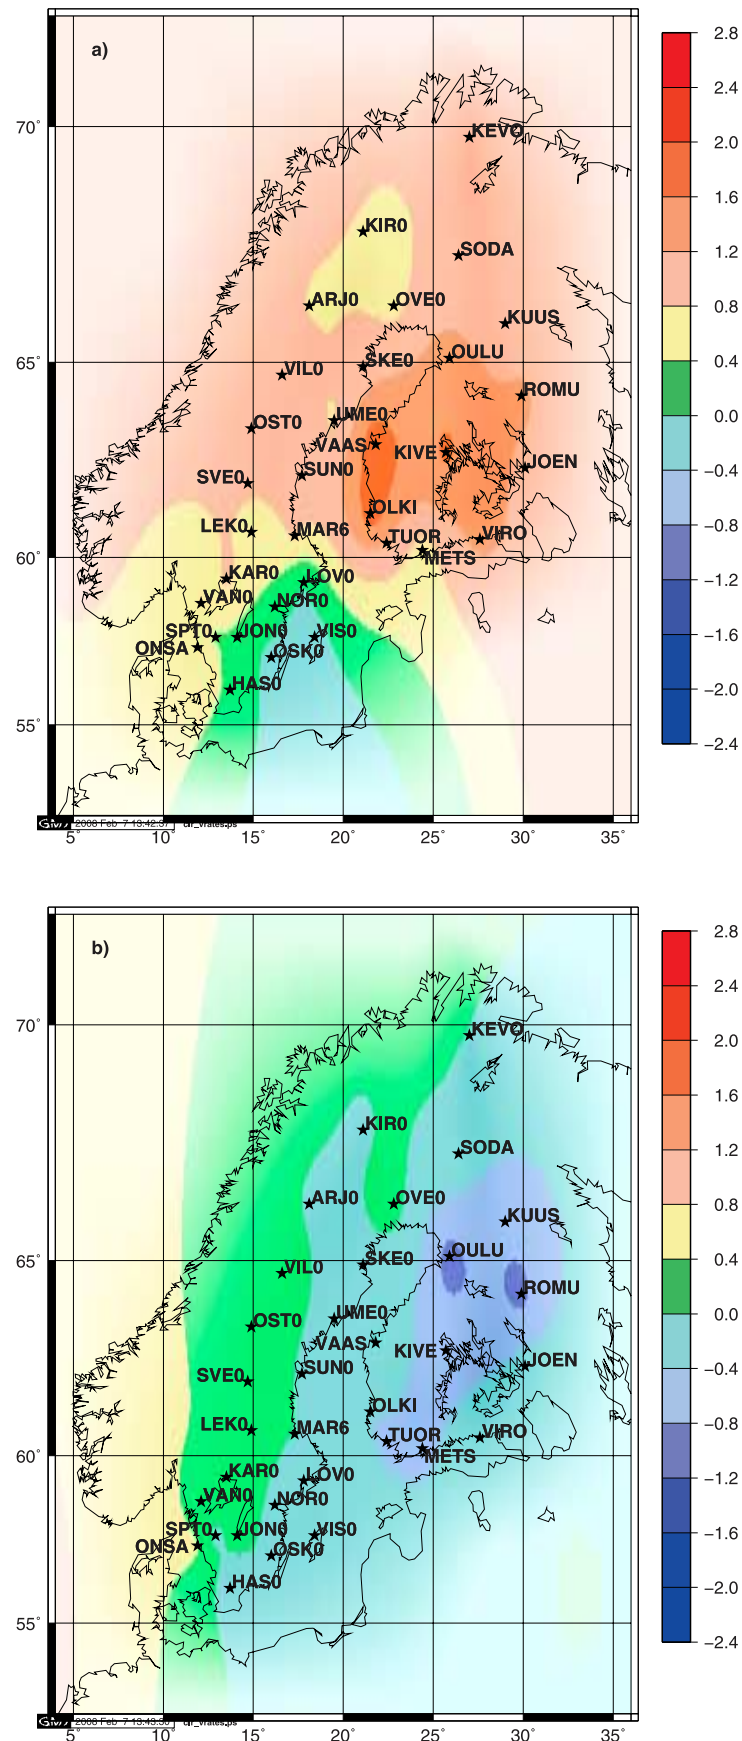 a)
2.8
2.4
2.0
1.6
1.2
0.8
0.4
0.0
−0.4
−0.8
−1.2
−1.6
−2.0
−2.4
70°
65°
60°
55°
KEVO
KIR0
SODA
ARJ0
OVE0
KUUS
OULU
SKE0
VIL0
ROMU
UME0
OST0
VAAS
KIVE
JOEN
SUN0
SVE0
OLKI
LEK0
MAR6
TUOR
VIRO
METS
KAR0
LOV0
VAN0
NOR0
SPT0
JON0
VIS0
ONSA
OSK0
HAS0
2008 Feb 7 13:42:37
5°
10°
15°
20°
25°
30°
35°
b)
2.8
2.4
2.0
1.6
1.2
0.8
0.4
0.0
−0.4
−0.8
−1.2
−1.6
−2.0
−2.4
70°
65°
60°
55°
KEVO
KIR0
SODA
ARJ0
OVE0
KUUS
OULU
SKE0
VIL0
ROMU
UME0
OST0
VAAS
KIVE
JOEN
SUN0
SVE0
OLKI
LEK0
MAR6
TUOR
VIRO
METS
KAR0
LOV0
VAN0
NOR0
SPT0
JON0
VIS0
ONSA
OSK0
HAS0
5°
10°
15°
20°
25°
30°
35°